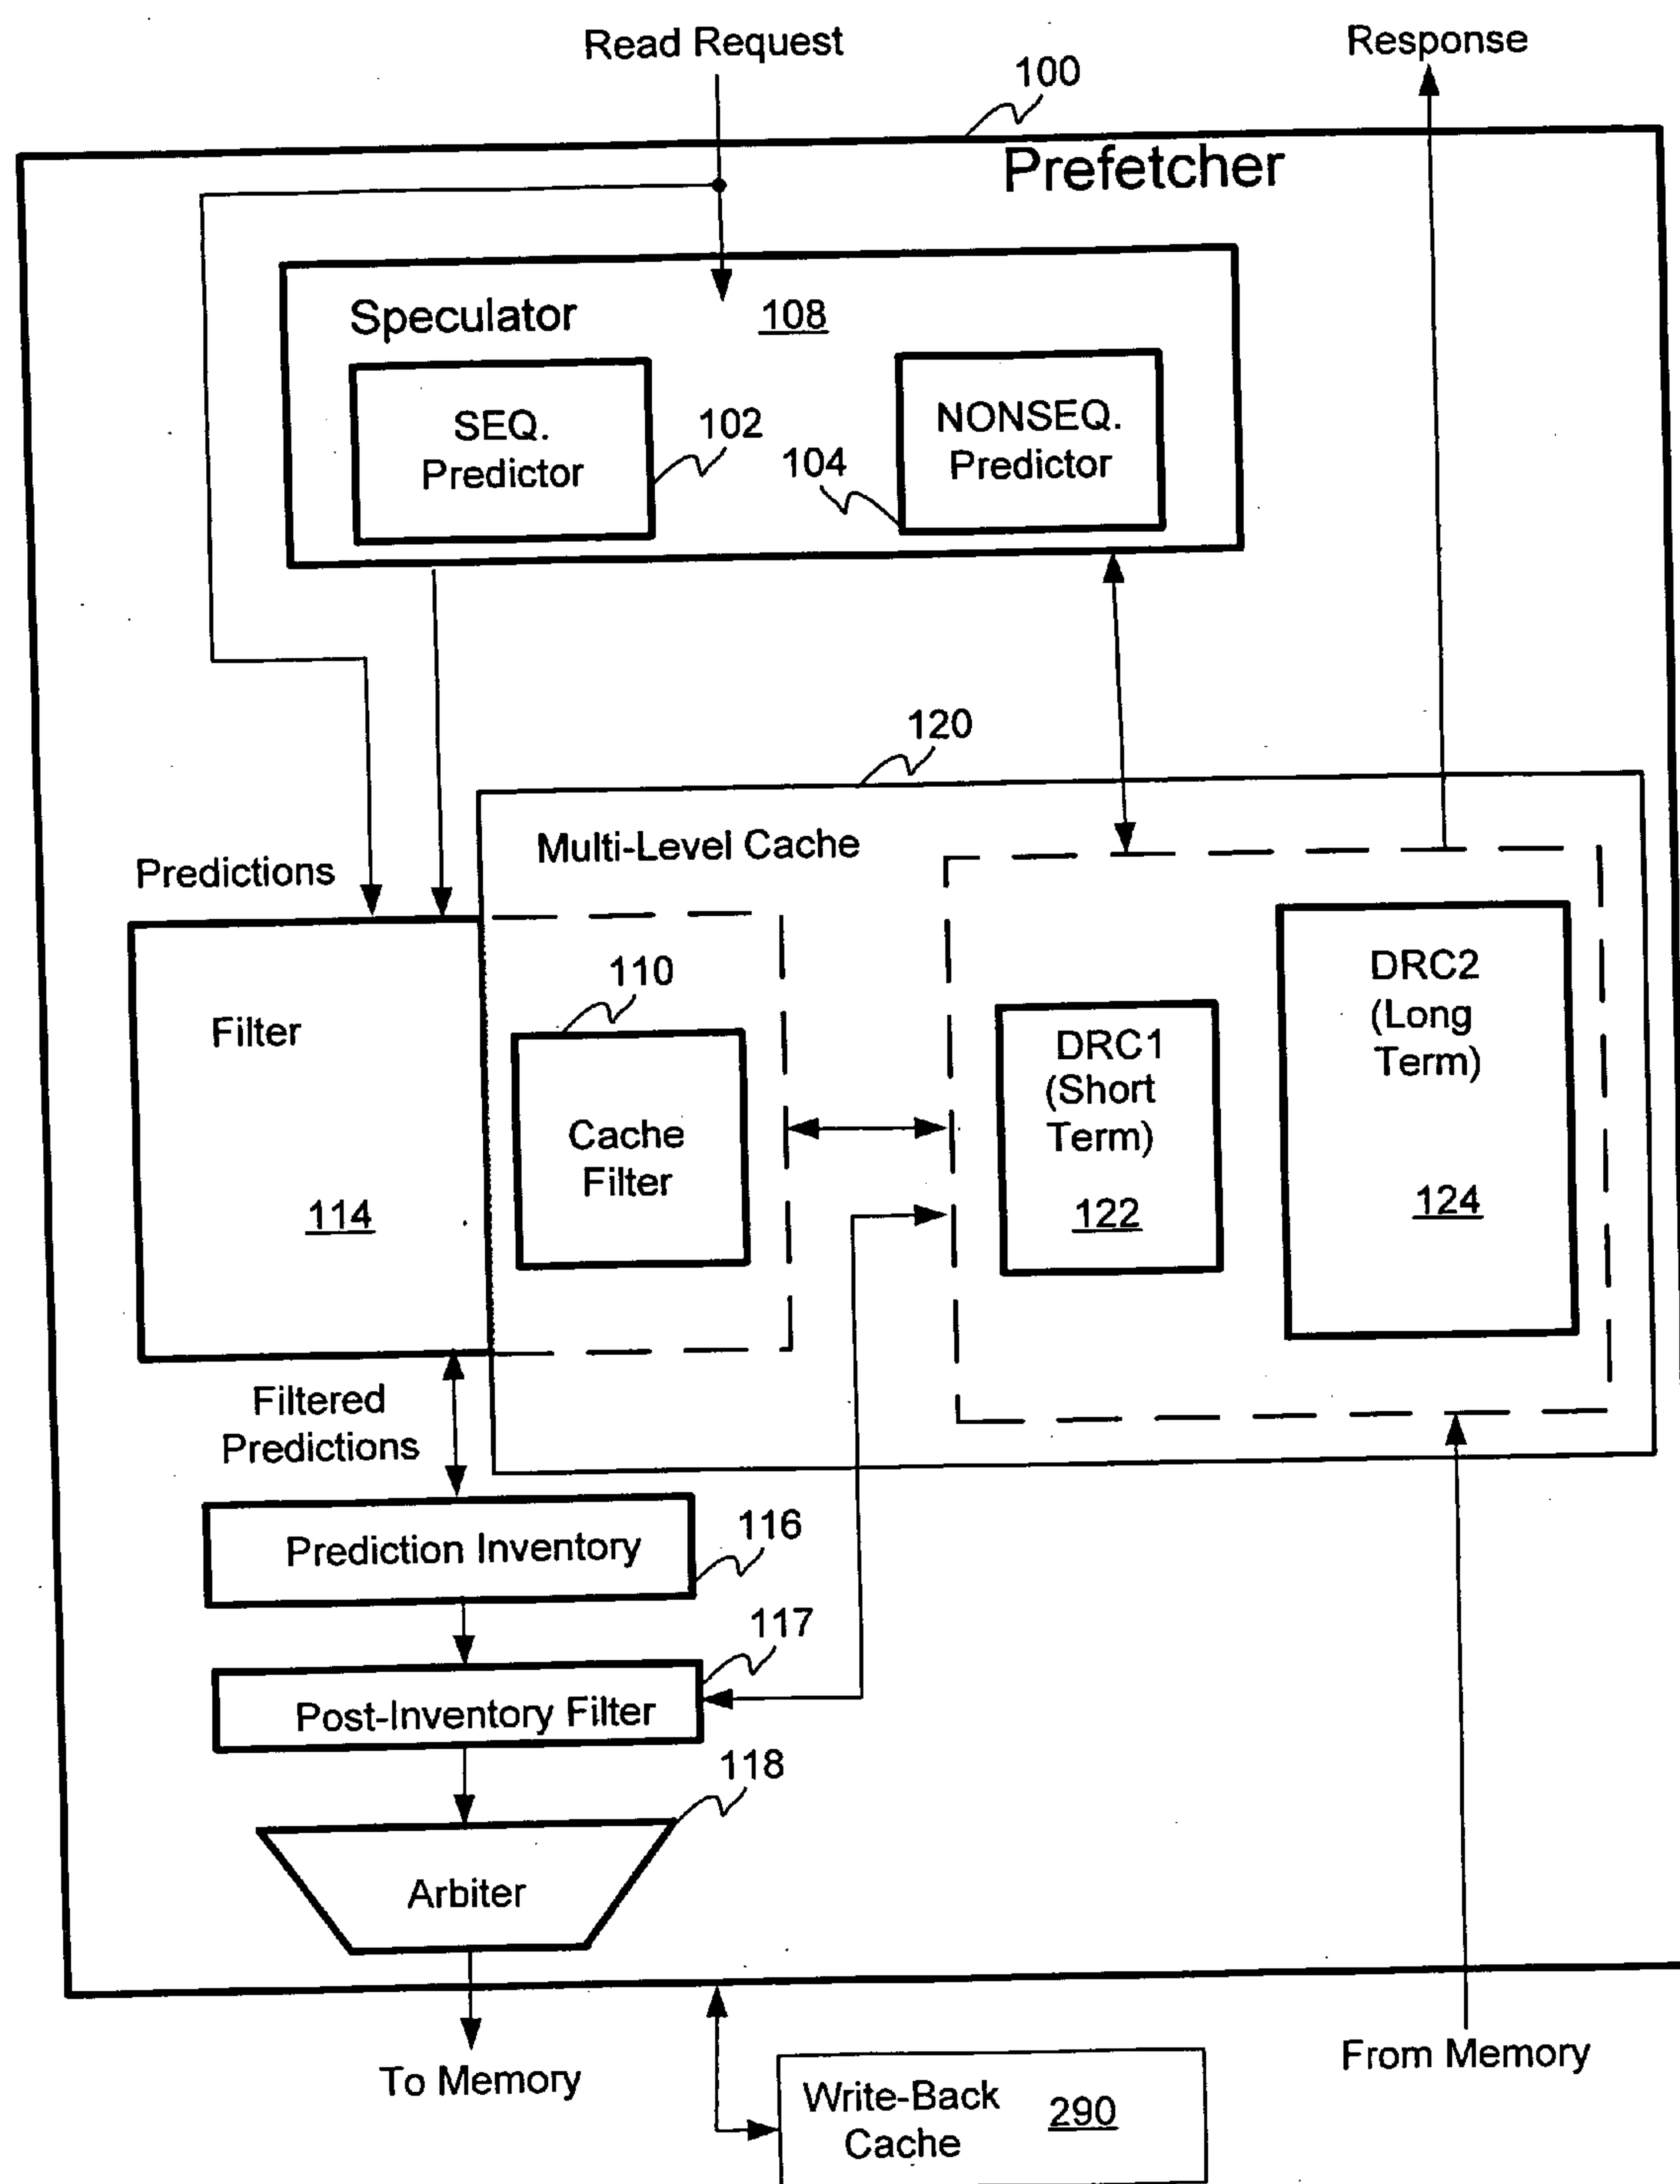 Read Request
Response
100
Prefetcher
Speculator
108
SEQ.
Predictor
102
104
NONSEQ.
Predictor
120
Multi-Level Cache
Predictions
Filter
114
110
Cache
Filter
DRC1
(Short
Term)
122
DRC2
(Long
Term)
124
Filtered
Predictions
Prediction Inventory
116
117
Post-Inventory Filter
118
Arbiter
To Memory
From Memory
Write-Back
Cache
290